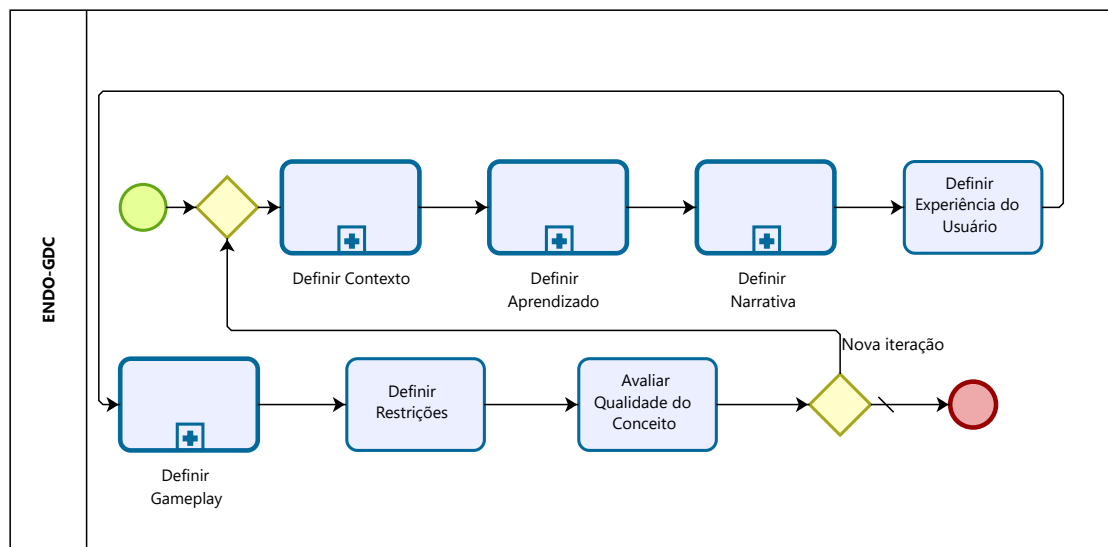 ENDO-GDC
Definir
Experiência do
Usuário
Definir Contexto
Definir
Aprendizado
Definir
Narrativa
Nova iteração
Definir
Restrições
Avaliar
Qualidade do
Conceito
Definir
Gameplay